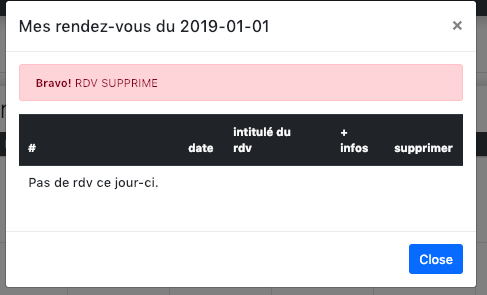 Mes rendez-vous du 2019-01-01 ×
Bravo! RDV SUPPRIME
# date intitulé du rdv + infos supprimer
Pas de rdv ce jour-ci.
Close